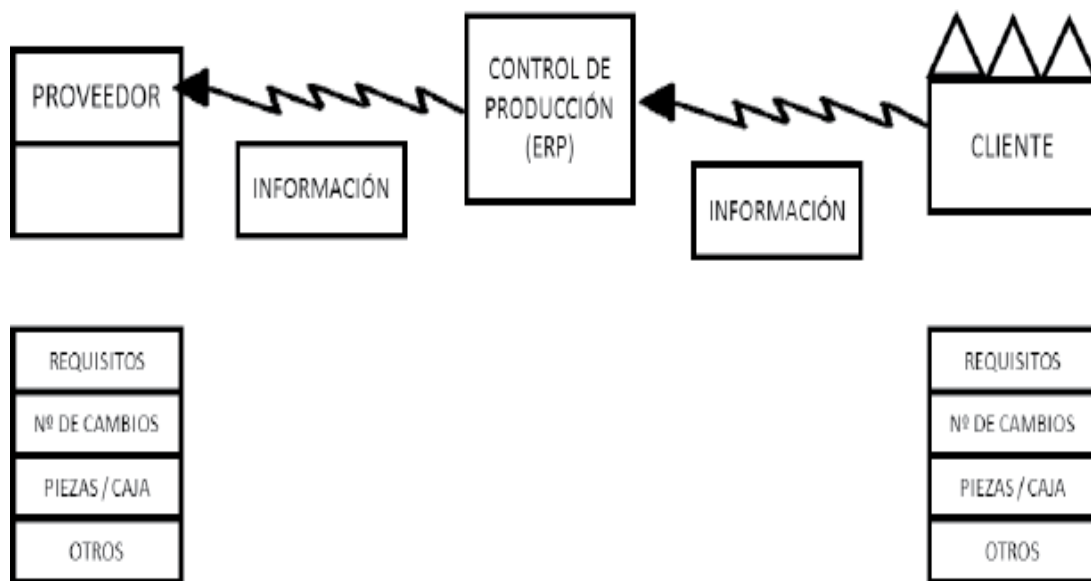 PROVEEDOR
INFORMACIÓN
CONTROL DE
PRODUCCIÓN
(ERP)
INFORMACIÓN
CLIENTE
REQUISITOS
Nº DE CAMBIOS
PIEZAS / CAJA
OTROS
REQUISITOS
Nº DE CAMBIOS
PIEZAS / CAJA
OTROS